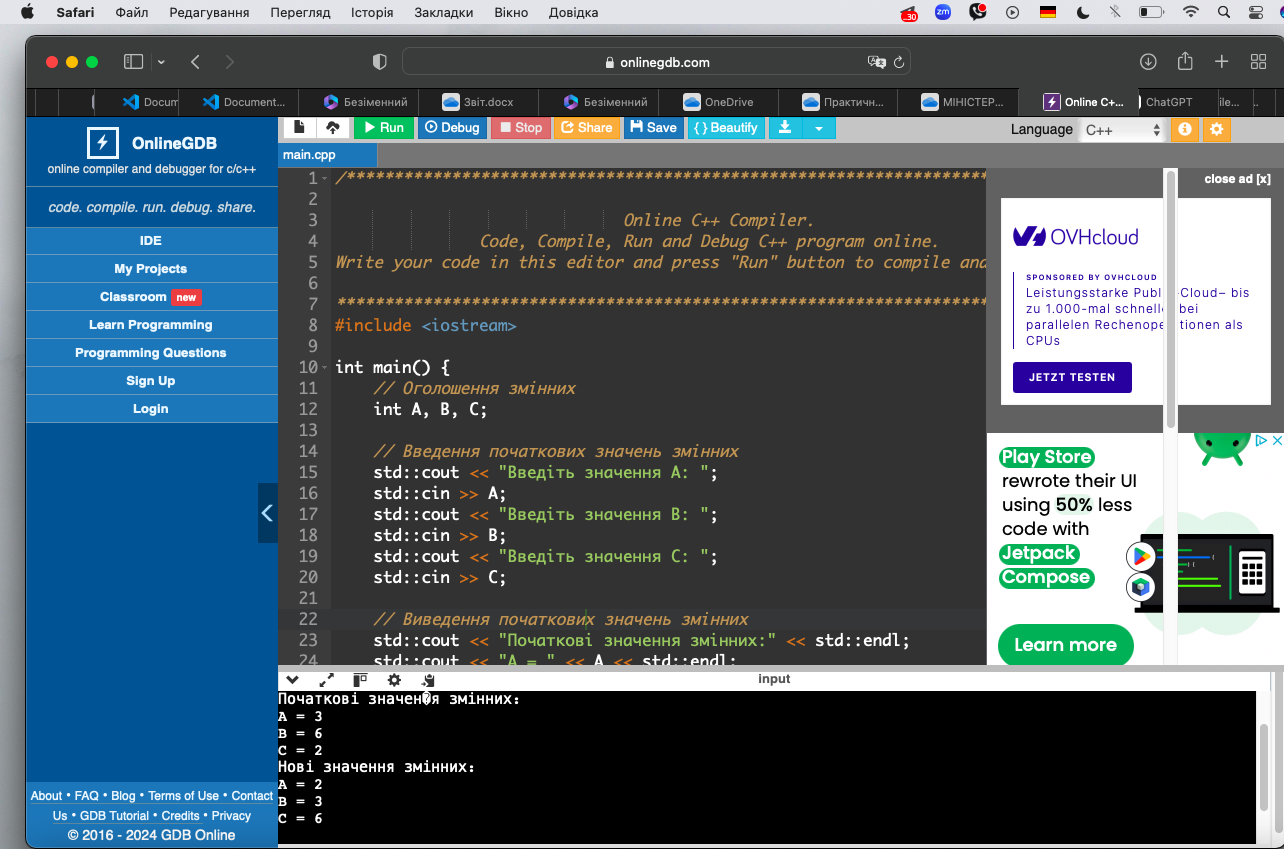 Safari Файл Редагування Перегляд Історія Закладки Вікно Довідка
30 zm
onlinegdb.com
Docum Document... Безіменний Звіт.docx Безіменний OneDrive Практичн... МІНІСТЕР... Online C+... ChatGPT ile...
OnlineGDB
online compiler and debugger for c/c++
code. compile. run. debug. share.
IDE
My Projects
Classroom new
Learn Programming
Programming Questions
Sign Up
Login
About • FAQ • Blog • Terms of Use • Contact
Us • GDB Tutorial • Credits • Privacy
© 2016 - 2024 GDB Online
Run Debug Stop Share Save {} Beautify
Language C++
main.cpp
1 /********************************************************************
2
3 Online C++ Compiler.
4 Code, Compile, Run and Debug C++ program online.
5 Write your code in this editor and press "Run" button to compile and
6
7 ********************************************************************
8 #include <iostream>
9
10 int main() {
11 // Оголошення змінних
12 int A, B, C;
13
14 // Введення початкових значень змінних
15 std::cout << "Введіть значення A: ";
16 std::cin >> A;
17 std::cout << "Введіть значення B: ";
18 std::cin >> B;
19 std::cout << "Введіть значення C: ";
20 std::cin >> C;
21
22 // Виведення початкових значень змінних
23 std::cout << "Початкові значення змінних:" << std::endl;
24 std::cout << "A = " << A << std::endl;
close ad [x]
OVHcloud
SPONSORED BY OVHCLOUD
Leistungsstarke Publ Cloud– bis
zu 1.000-mal schnelle bei
parallelen Rechenope tionen als
CPUs
JETZT TESTEN
Play Store
rewrote their UI
using 50% less
code with
Jetpack
Compose
Learn more
input
Початкові значен�я змінних:
A = 3
B = 6
C = 2
Нові значення змінних:
A = 2
B = 3
C = 6